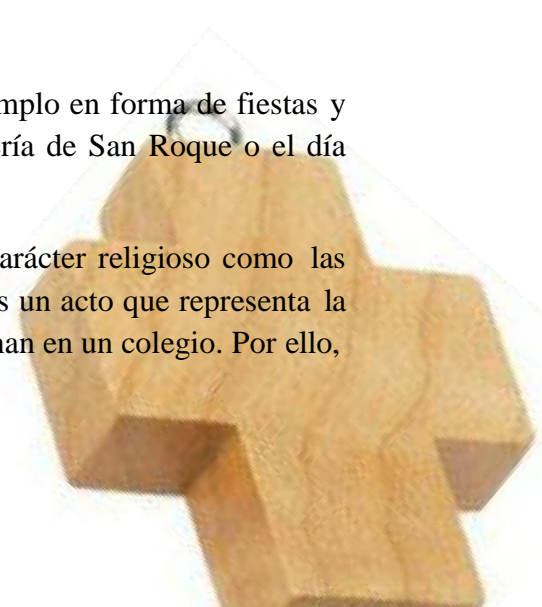 mplo en forma de fiestas y
ería de San Roque o el día
arácter religioso como las
s un acto que representa la
nan en un colegio. Por ello,